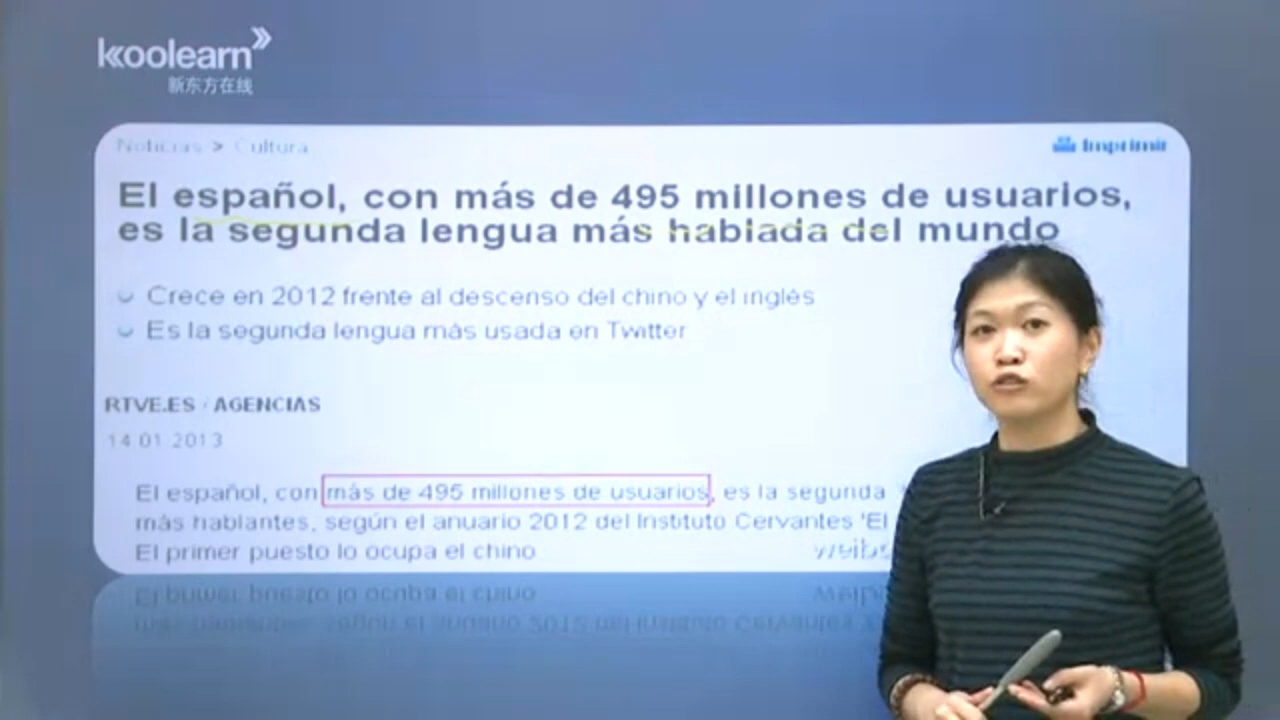 koolearn
新东方在线
Noticias > Cultura
Imprimir
El español, con más de 495 millones de usuarios,
es la segunda lengua más hablada del mundo
Crece en 2012 frente al descenso del chino y el inglés
Es la segunda lengua más usada en Twitter
RTVE.ES / AGENCIAS
14.01.2013
El español, con más de 495 millones de usuarios, es la segunda
más hablantes, según el anuario 2012 del Instituto Cervantes 'El
El primer puesto lo ocupa el chino